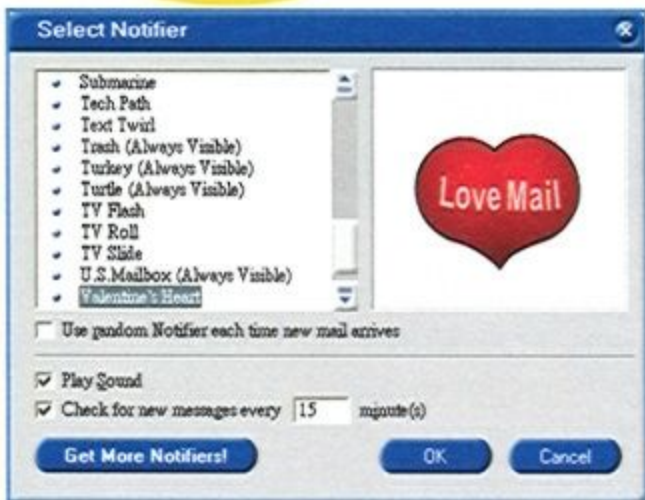 Select Notifier
Submarine
Tech Path
Text Twirl
Trash (Always Visible)
Turkey (Always Visible)
Turtle (Always Visible)
TV Flash
TV Roll
TV Slide
U.S.Mailbox (Always Visible)
Valentine's Heart
Love Mail
Use random Notifier each time new mail arrives
Play Sound
Check for new messages every 15 minute(s)
Get More Notifiers!
OK
Cancel